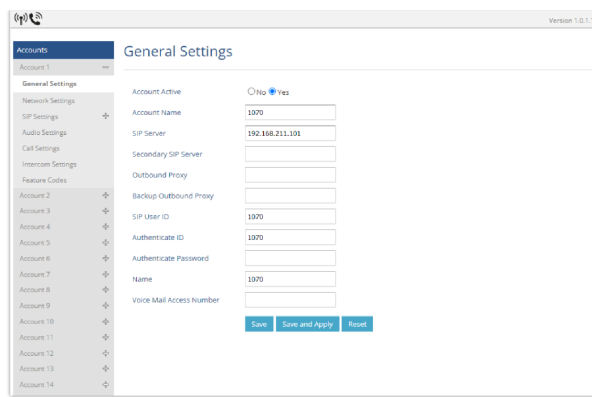 Version 1.0.1.
Accounts
General Settings
Account 1
General Settings
Network Settings
SIP Settings
Audio Settings
Call Settings
Intercom Settings
Feature Codes
Account 2
Account 3
Account 4
Account 5
Account 6
Account 7
Account 8
Account 9
Account 10
Account 11
Account 12
Account 13
Account 14
Account Active No Yes
Account Name 1070
SIP Server 192.168.211.101
Secondary SIP Server
Outbound Proxy
Backup Outbound Proxy
SIP User ID 1070
Authenticate ID 1070
Authenticate Password
Name 1070
Voice Mail Access Number
Save Save and Apply Reset